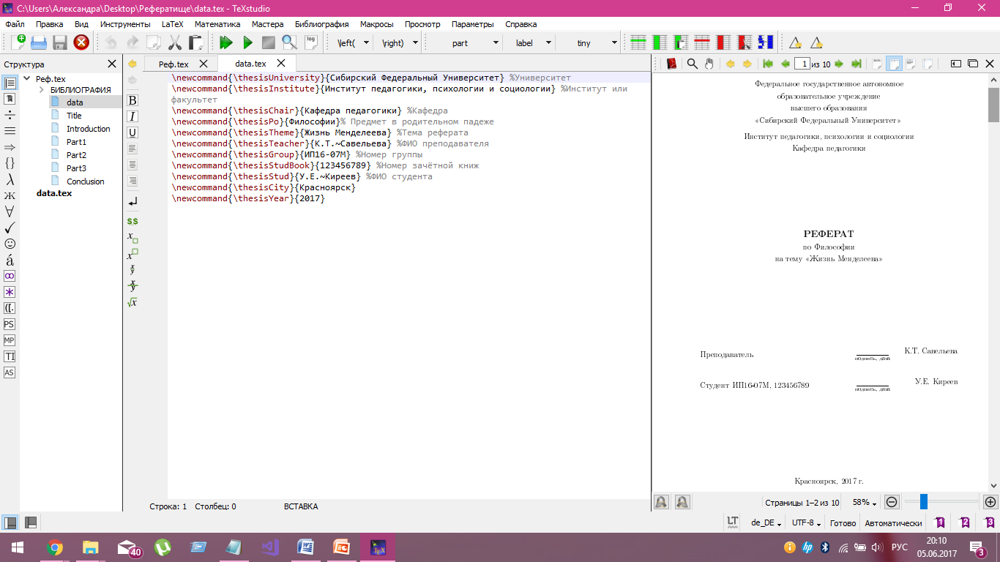 C:\Users\Александра\Desktop\Рефератище\data.tex - TeXstudio
Файл Правка Вид Инструменты LaTeX Математика Мастера Библиография Макросы Просмотр Параметры Справка
log \left( \right) part label tiny
Структура
Реф.tex
БИБЛИОГРАФИЯ
data
Title
Introduction
Part1
Part2
Part3
Conclusion
data.tex
Реф.tex data.tex
\newcommand{\thesisUniversity}{Сибирский Федеральный Университет} %Университет
\newcommand{\thesisInstitute}{Институт педагогики, психологии и социологии} %Институт или
факультет
\newcommand{\thesisChair}{Кафедра педагогики} %Кафедра
\newcommand{\thesisPo}{Философии}% Предмет в родительном падеже
\newcommand{\thesisTheme}{Жизнь Менделеева} %Тема реферата
\newcommand{\thesisTeacher}{К.Т.~Савельева} %ФИО преподавателя
\newcommand{\thesisGroup}{ИП16-07М} %Номер группы
\newcommand{\thesisStudBook}{123456789} %Номер зачётной книж
\newcommand{\thesisStud}{У.Е.~Киреев} %ФИО студента
\newcommand{\thesisCity}{Красноярск}
\newcommand{\thesisYear}{2017}
Строка: 1 Столбец: 0 ВСТАВКА
1 из 10
Федеральное государственное автономное
образовательное учреждение
высшего образования
«Сибирский Федеральный Университет»
Институт педагогики, психологии и социологии
Кафедра педагогики
РЕФЕРАТ
по Философии
на тему «Жизнь Менделеева»
Преподаватель подпись, дата К.Т. Савельева
Студент ИП16-07М, 123456789 подпись, дата У.Е. Киреев
Красноярск, 2017 г.
Страницы 1–2 из 10 58%
LT de_DE UTF-8 Готово Автоматически 1 2 3
40
РУС
20:10
05.06.2017
3